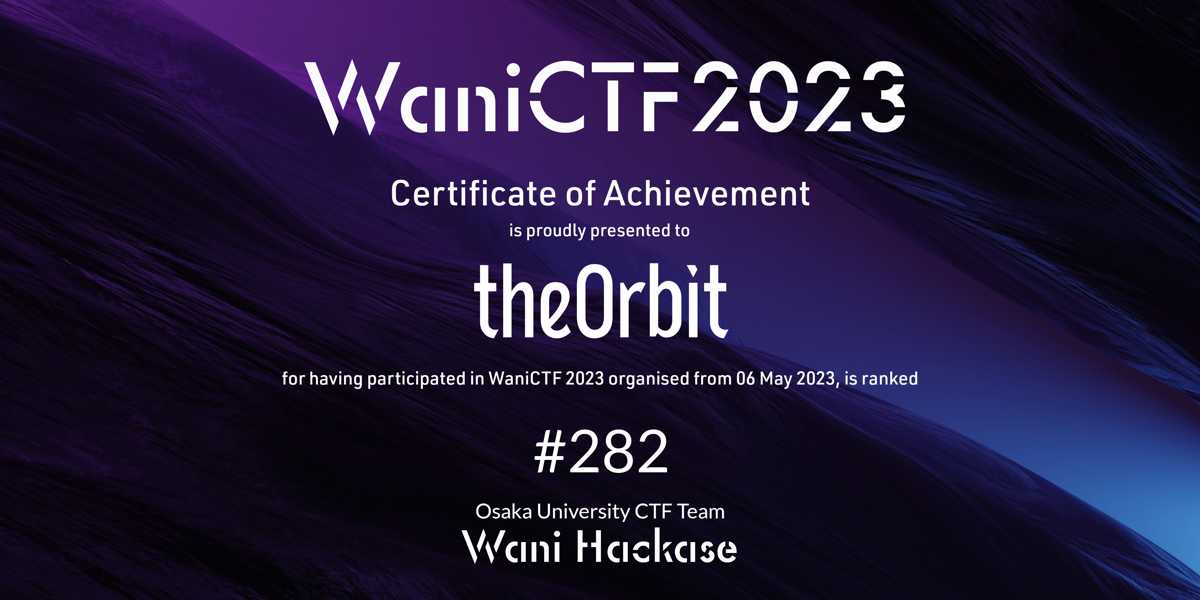 WaniCTF2023
Certificate of Achievement
is proudly presented to
theOrbit
for having participated in WaniCTF 2023 organised from 06 May 2023, is ranked
#282
Osaka University CTF Team
Wani Hackase